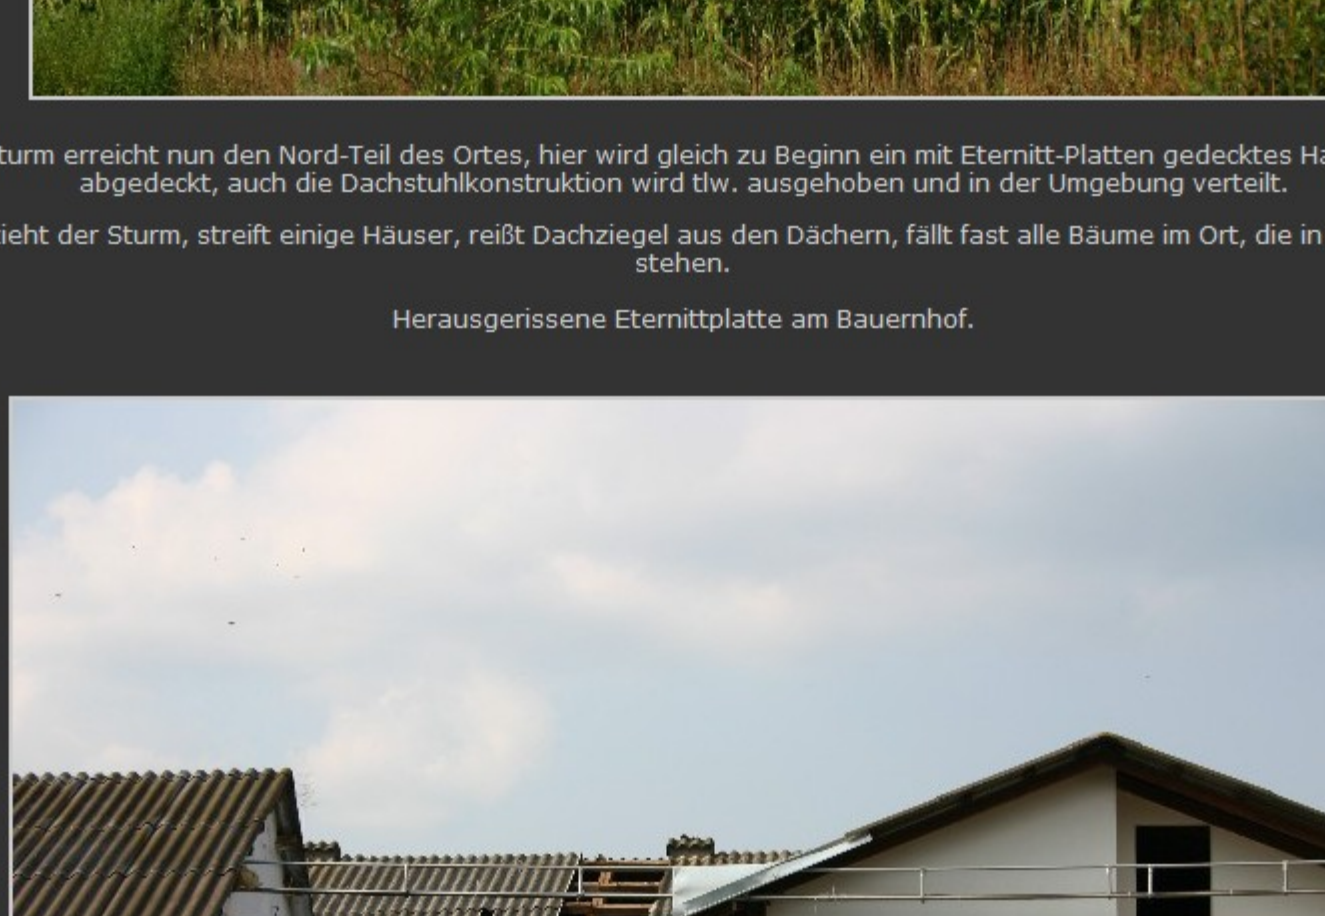 turm erreicht nun den Nord-Teil des Ortes, hier wird gleich zu Beginn ein mit Eternitt-Platten gedecktes Ha
abgedeckt, auch die Dachstuhlkonstruktion wird tlw. ausgehoben und in der Umgebung verteilt.
ieht der Sturm, streift einige Häuser, reißt Dachziegel aus den Dächern, fällt fast alle Bäume im Ort, die in
stehen.
Herausgerissene Eternittplatte am Bauernhof.